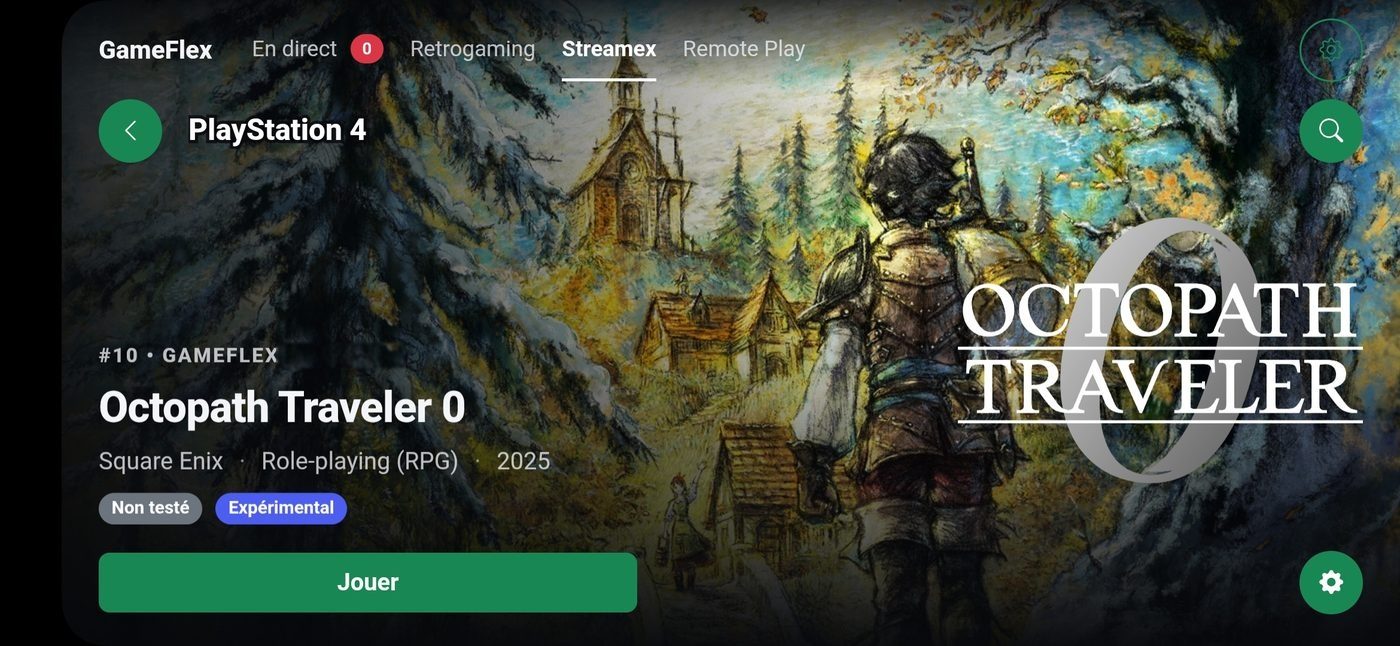 GameFlex En direct 0 Retrogaming Streamex Remote Play
PlayStation 4
#10 • GAMEFLEX
Octopath Traveler 0
Square Enix · Role-playing (RPG) · 2025
Non testé Expérimental
Jouer
0
OCTOPATH
TRAVELER